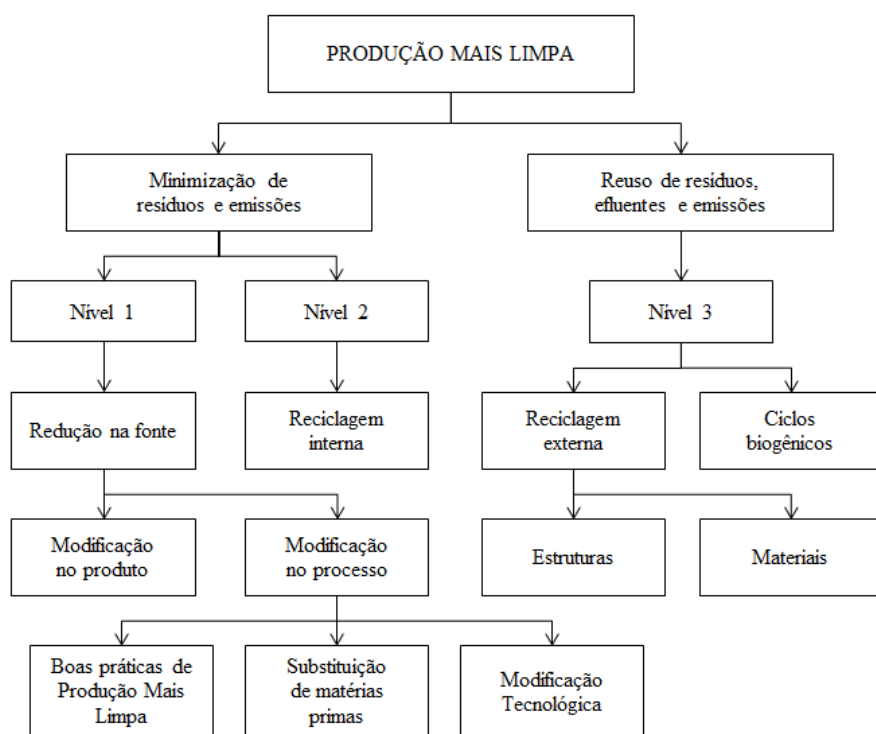 PRODUÇÃO MAIS LIMPA
Minimização de
resíduos e emissões
Reuso de resíduos,
efluentes e emissões
Nível 1
Nível 2
Nível 3
Redução na fonte
Reciclagem
interna
Reciclagem
externa
Ciclos
biogênicos
Modificação
no produto
Modificação
no processo
Estruturas
Materiais
Boas práticas de
Produção Mais
Limpa
Substituição
de matérias
primas
Modificação
Tecnológica